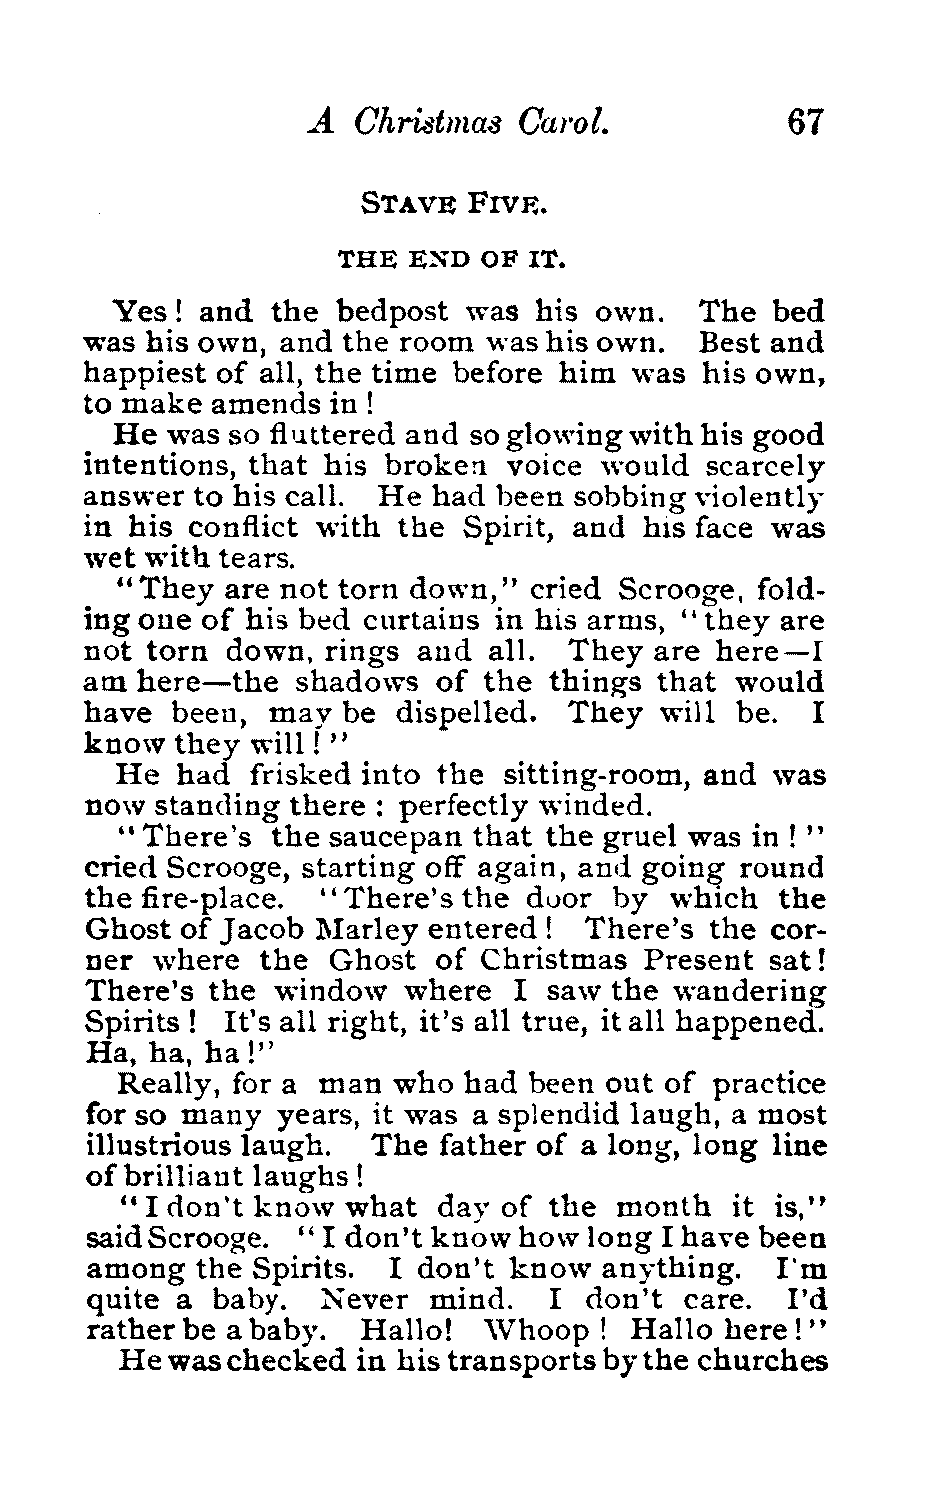 A Christmas Carol. 67
STAVE FIVE.
THE END OF IT.
Yes! and the bedpost was his own. The bed
was his own, and the room was his own. Best and
happiest of all, the time before him was his own,
to make amends in!
He was so fluttered and so glowing with his good
intentions, that his broken voice would scarcely
answer to his call. He had been sobbing violently
in his conflict with the Spirit, and his face was
wet with tears.
"They are not torn down," cried Scrooge, fold-
ing one of his bed curtains in his arms, "they are
not torn down, rings and all. They are here—I
am here—the shadows of the things that would
have been, may be dispelled. They will be. I
know they will!"
He had frisked into the sitting-room, and was
now standing there: perfectly winded.
"There's the saucepan that the gruel was in!"
cried Scrooge, starting off again, and going round
the fire-place. "There's the door by which the
Ghost of Jacob Marley entered! There's the cor-
ner where the Ghost of Christmas Present sat!
There's the window where I saw the wandering
Spirits! It's all right, it's all true, it all happened.
Ha, ha, ha!"
Really, for a man who had been out of practice
for so many years, it was a splendid laugh, a most
illustrious laugh. The father of a long, long line
of brilliant laughs!
"I don't know what day of the month it is,"
said Scrooge. "I don't know how long I have been
among the Spirits. I don't know anything. I'm
quite a baby. Never mind. I don't care. I'd
rather be a baby. Hallo! Whoop! Hallo here!"
He was checked in his transports by the churches